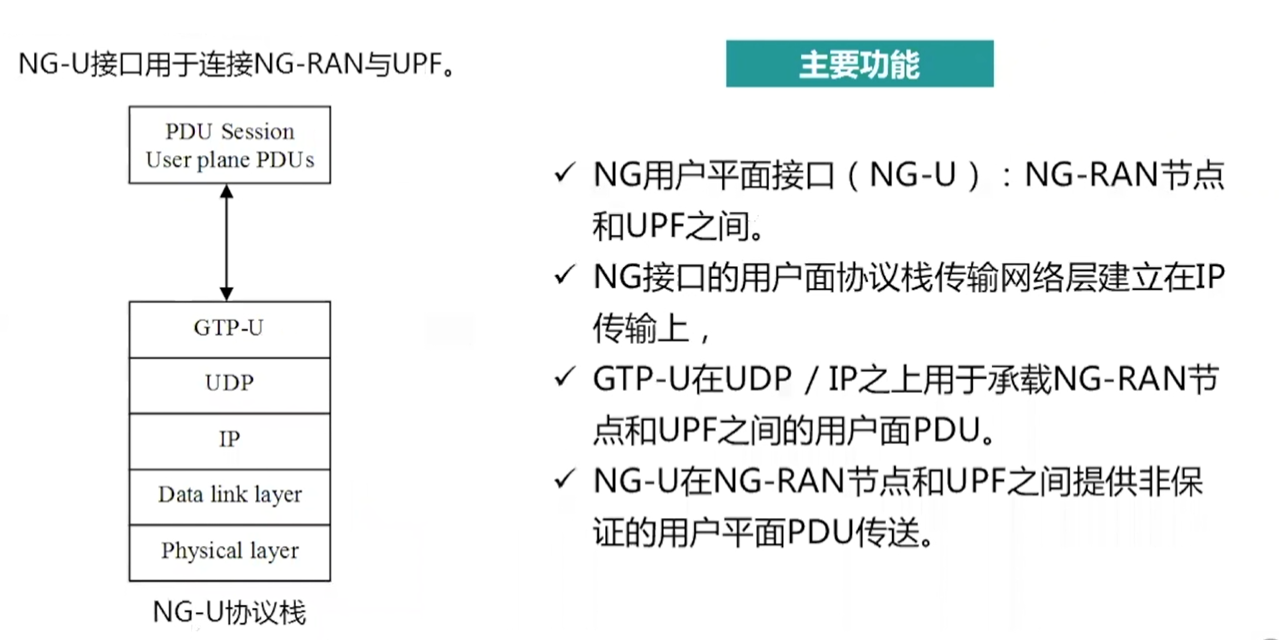 NG-U接口用于连接NG-RAN与UPF。
PDU Session
User plane PDUs
GTP-U
UDP
IP
Data link layer
Physical layer
NG-U协议栈
主要功能
✓ NG用户平面接口（NG-U）：NG-RAN节点
和UPF之间。
✓ NG接口的用户面协议栈传输网络层建立在IP
传输上，
✓ GTP-U在UDP / IP之上用于承载NG-RAN节
点和UPF之间的用户面PDU。
✓ NG-U在NG-RAN节点和UPF之间提供非保
证的用户平面PDU传送。